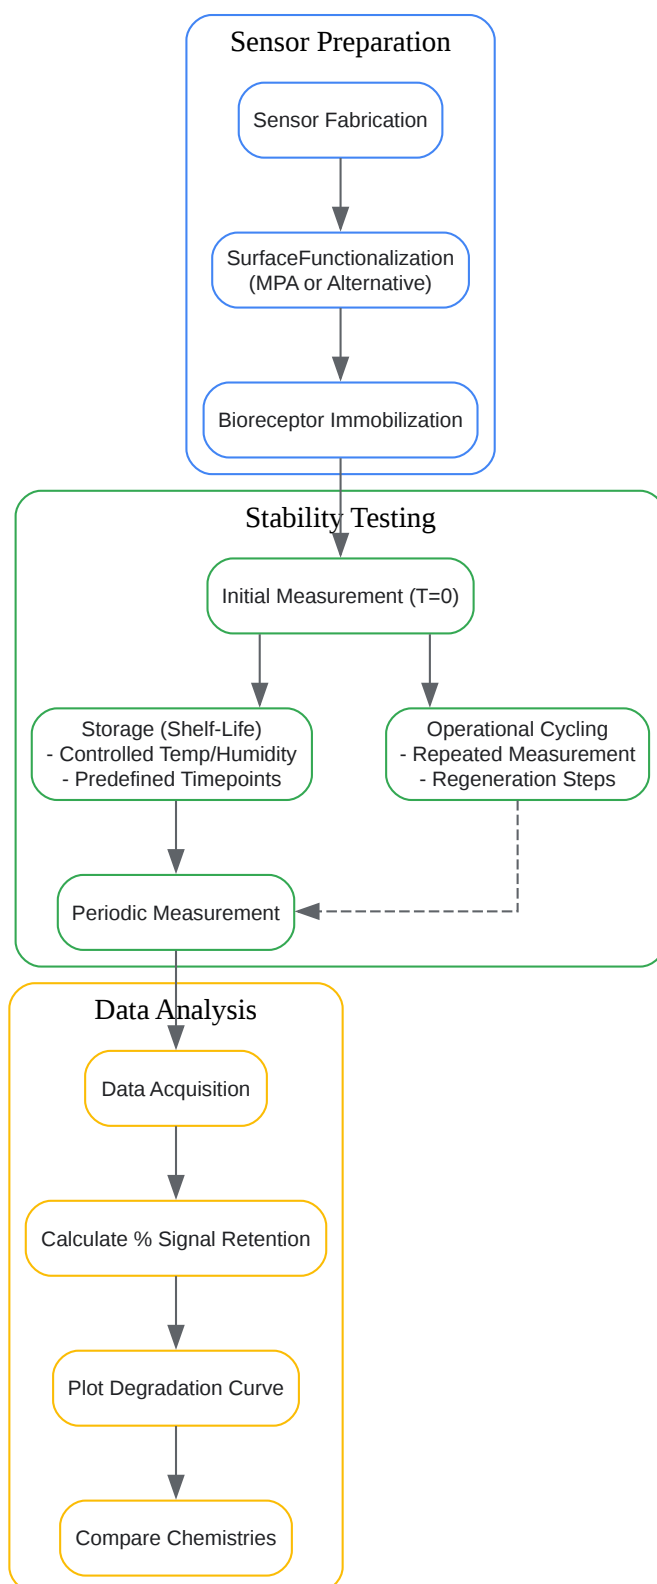 Sensor Preparation
Sensor Fabrication
SurfaceFunctionalization
(MPA or Alternative)
Bioreceptor Immobilization
Stability Testing
Initial Measurement (T=0)
Storage (Shelf-Life)
- Controlled Temp/Humidity
- Predefined Timepoints
Operational Cycling
- Repeated Measurement
- Regeneration Steps
Periodic Measurement
Data Analysis
Data Acquisition
Calculate % Signal Retention
Plot Degradation Curve
Compare Chemistries